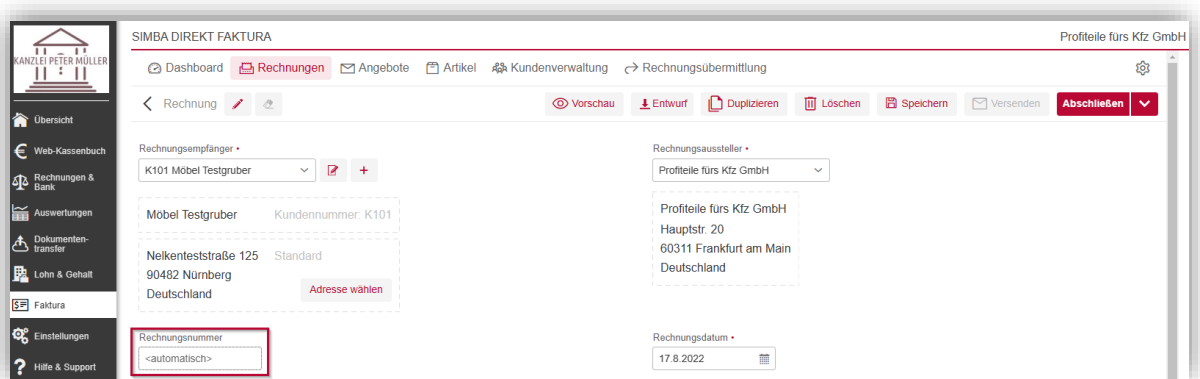 SIMBA DIREKT FAKTURA
Profiteile fürs Kfz GmbH
KANZLEI PETER MÜLLER
Dashboard Rechnungen Angebote Artikel Kundenverwaltung Rechnungsübermittlung
Rechnung Vorschau Entwurf Duplizieren Löschen Speichern Versenden Abschließen
Übersicht
Web-Kassenbuch
Rechnungen &
Bank
Auswertungen
Dokumenten-
transfer
Lohn & Gehalt
Faktura
Einstellungen
Hilfe & Support
Rechnungsempfänger •
K101 Möbel Testgruber
Möbel Testgruber Kundennummer: K101
Nelkenteststraße 125 Standard
90482 Nürnberg
Deutschland
Adresse wählen
Rechnungsnummer
<automatisch>
Rechnungsaussteller •
Profiteile fürs Kfz GmbH
Profiteile fürs Kfz GmbH
Hauptstr. 20
60311 Frankfurt am Main
Deutschland
Rechnungsdatum •
17.8.2022